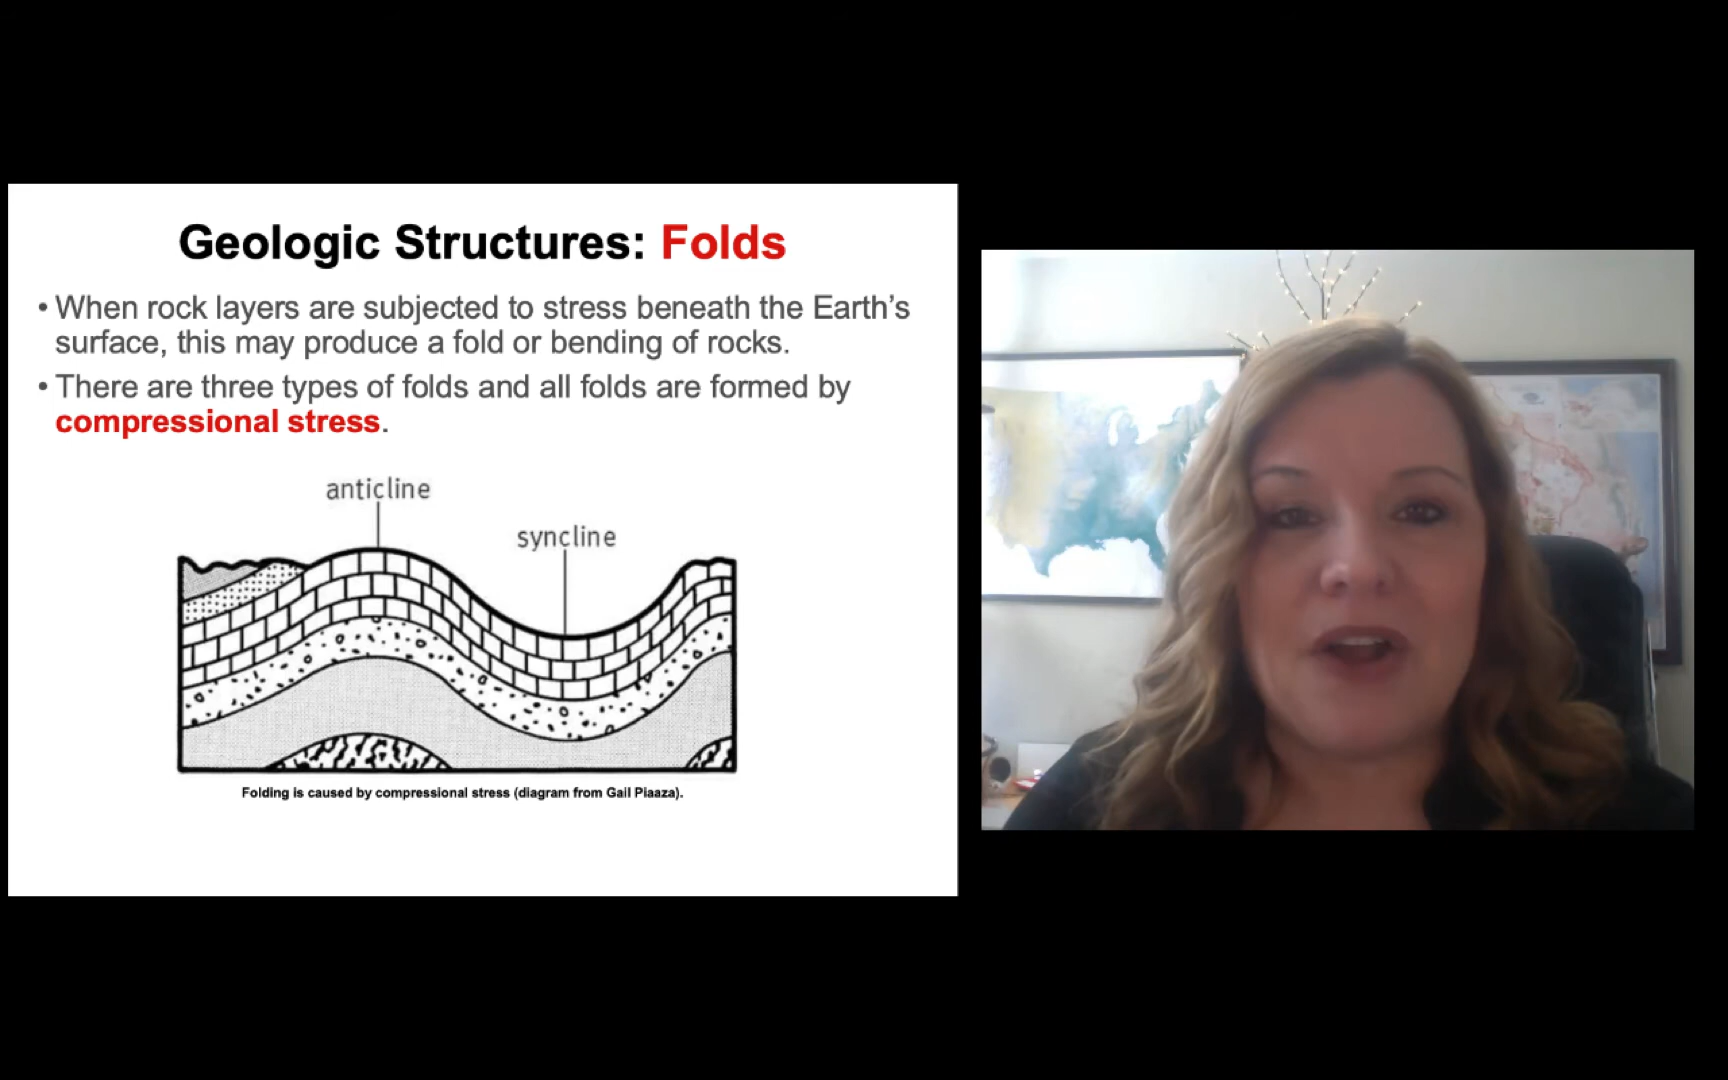 Geologic Structures: Folds
• When rock layers are subjected to stress beneath the Earth’s
surface, this may produce a fold or bending of rocks.
• There are three types of folds and all folds are formed by
compressional stress.
anticline
syncline
Folding is caused by compressional stress (diagram from Gail Piaaza).